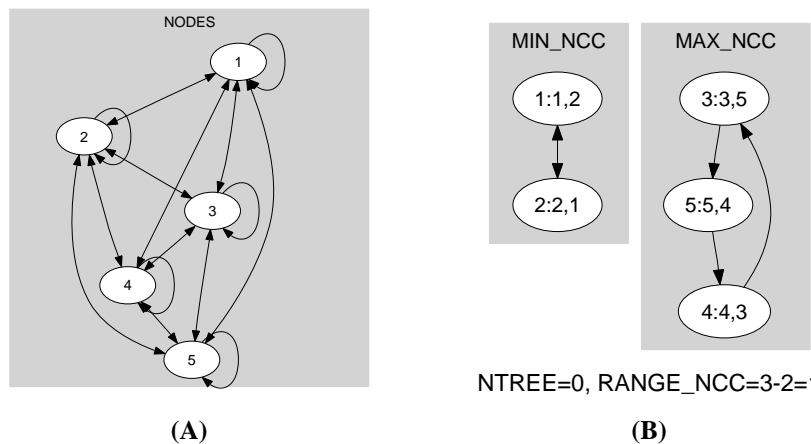 NODES
1
2
3
4
5
(A)
MIN_NCC
1:1,2
2:2,1
MAX_NCC
3:3,5
5:5,4
4:4,3
NTREE=0, RANGE_NCC=3-2=
(B)